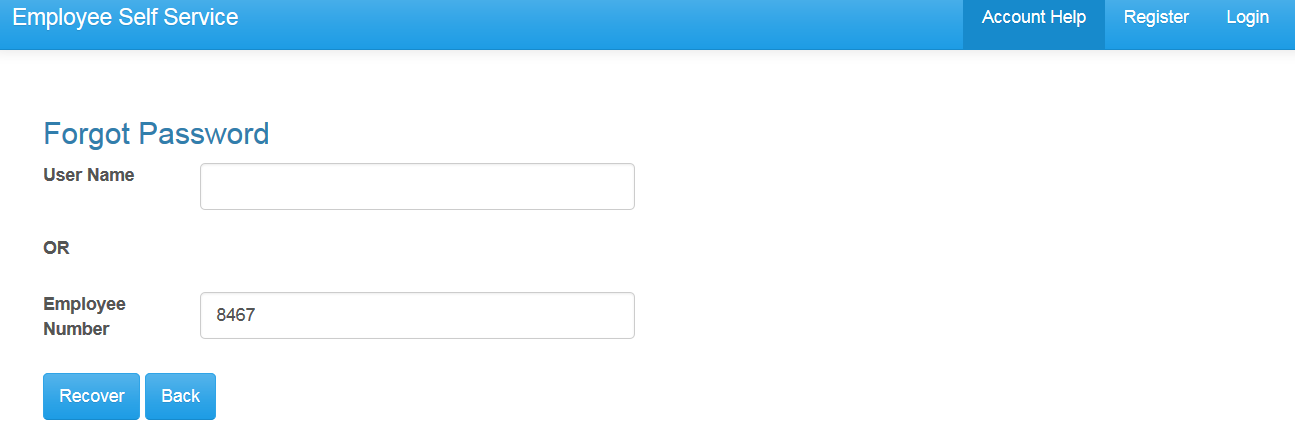 Employee Self Service
Account Help
Register
Login
Forgot Password
User Name
OR
Employee
Number
8467
Recover
Back